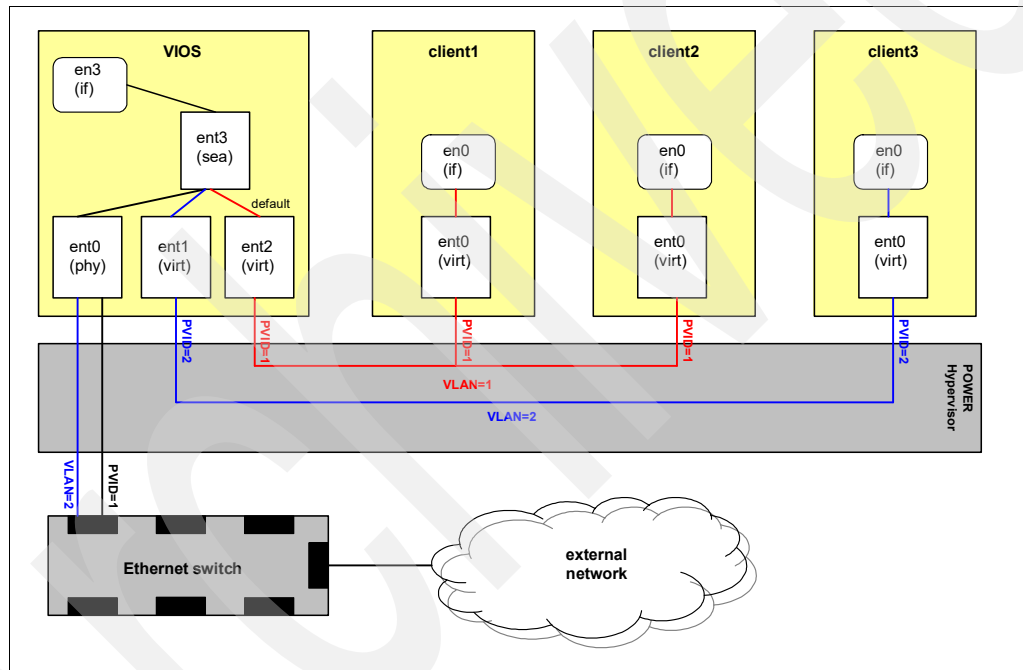 VIOS
client1
client2
client3
en3
(if)
ent3
(sea)
default
ent0
(phy)
ent1
(virt)
ent2
(virt)
en0
(if)
ent0
(virt)
en0
(if)
ent0
(virt)
en0
(if)
ent0
(virt)
PVID=2
PVID=1
PVID=1
PVID=1
PVID=2
VLAN=1
VLAN=2
POWER
Hypervisor
VLAN=2
PVID=1
Ethernet switch
external
network